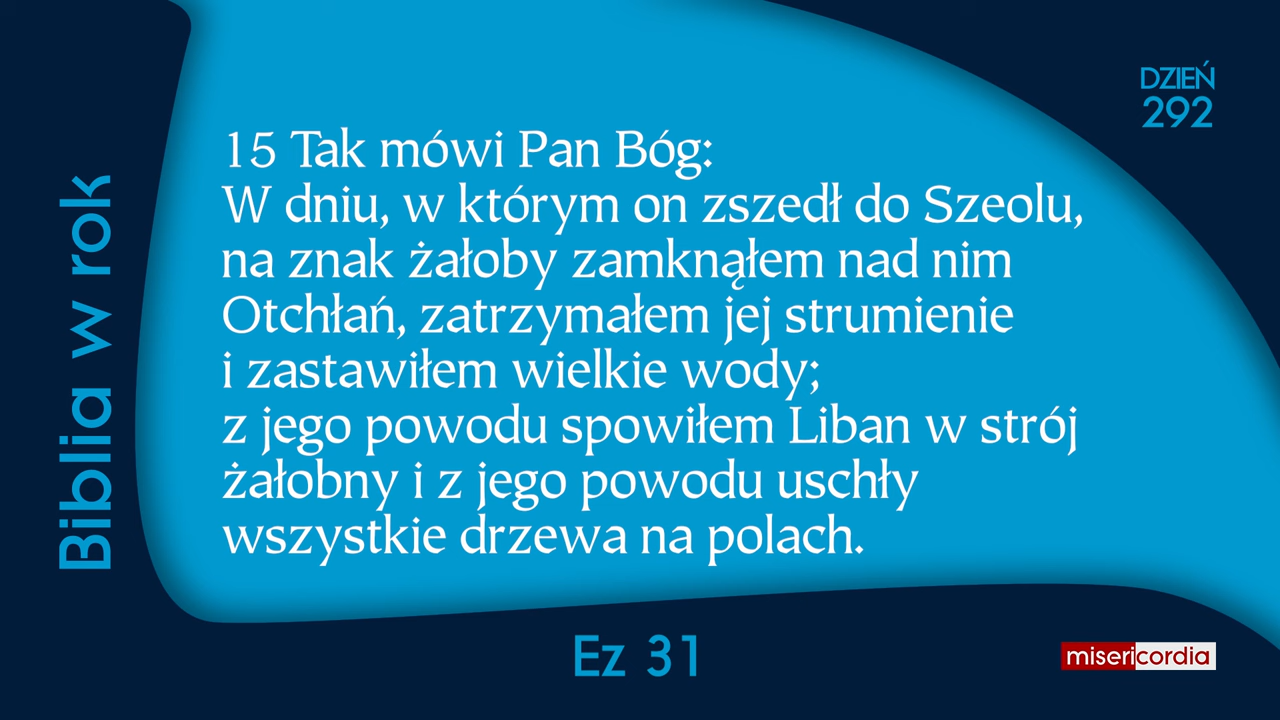 DZIEŃ
292
Biblia w rok
15 Tak mówi Pan Bóg:
W dniu, w którym on zszedł do Szeolu,
na znak żałoby zamknąłem nad nim
Otchłań, zatrzymałem jej strumienie
i zastawiłem wielkie wody;
z jego powodu spowiłem Liban w strój
żałobny i z jego powodu uschły
wszystkie drzewa na polach.
Ez 31
misericordia